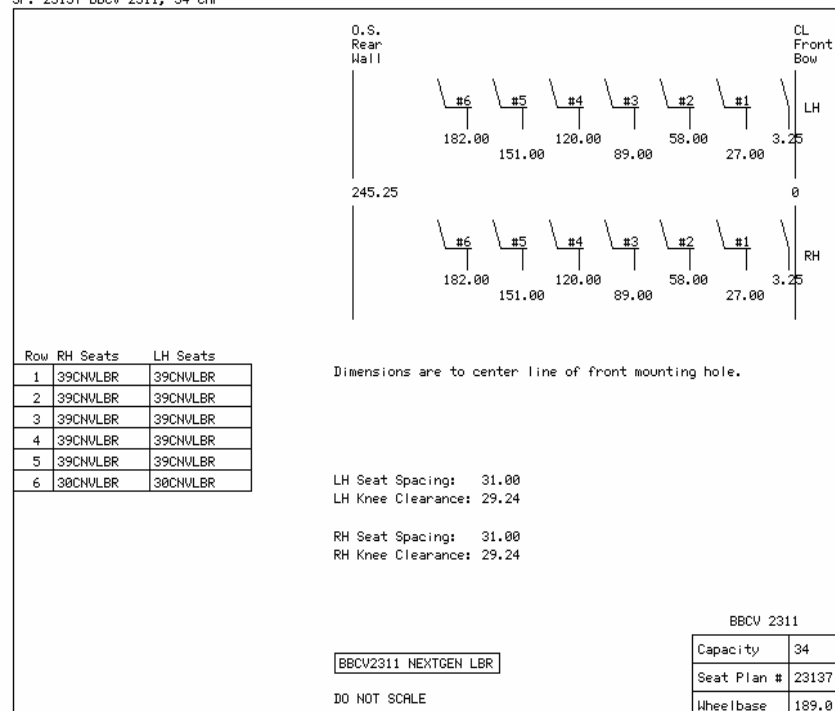 O.S.
Rear
Wall
CL
Front
Bow
#6 #5 #4 #3 #2 #1 LH
182.00 120.00 58.00 3.25
151.00 89.00 27.00
245.25 0
#6 #5 #4 #3 #2 #1 RH
182.00 120.00 58.00 3.25
151.00 89.00 27.00
Row RH Seats LH Seats
1 39CNVLBR 39CNVLBR
2 39CNVLBR 39CNVLBR
3 39CNVLBR 39CNVLBR
4 39CNVLBR 39CNVLBR
5 39CNVLBR 39CNVLBR
6 30CNVLBR 30CNVLBR
Dimensions are to center line of front mounting hole.
LH Seat Spacing: 31.00
LH Knee Clearance: 29.24
RH Seat Spacing: 31.00
RH Knee Clearance: 29.24
BBCV 2311
Capacity 34
Seat Plan # 23137
Wheelbase 189.0
BBCV2311 NEXTGEN LBR
DO NOT SCALE